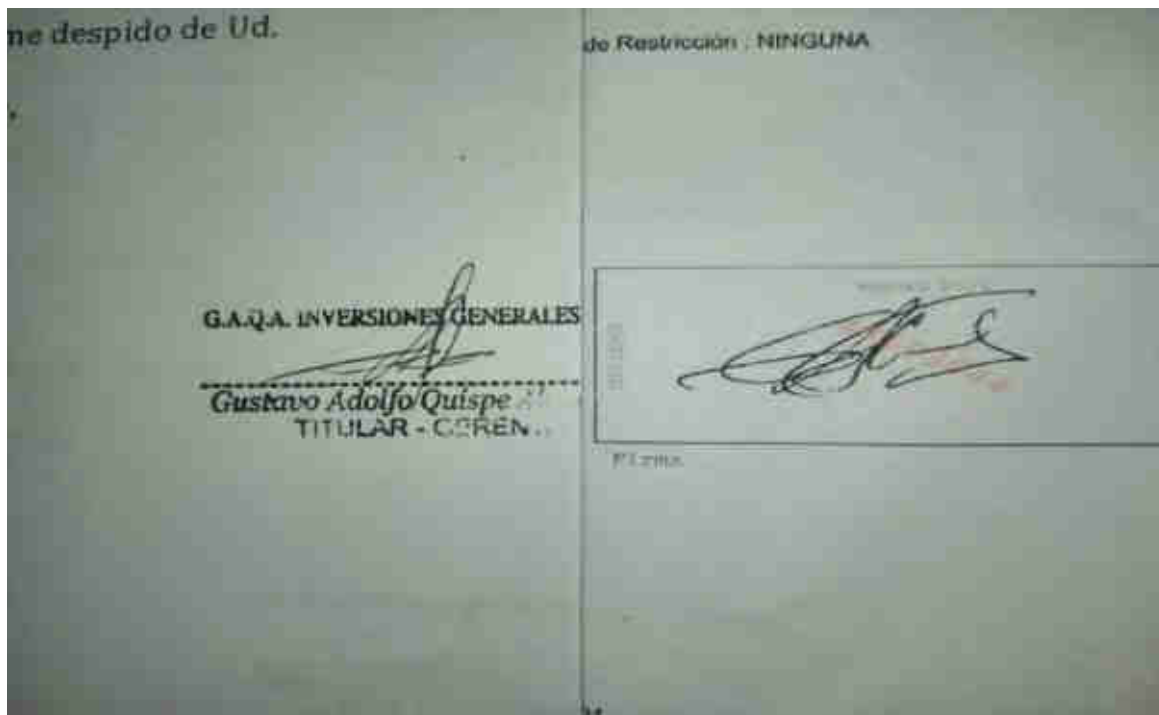 me despido de Ud.
de Restricción : NINGUNA
G.A.Q.A. INVERSIONES GENERALES
Gustavo Adolfo Quispe
TITULAR - GEREN
Firma